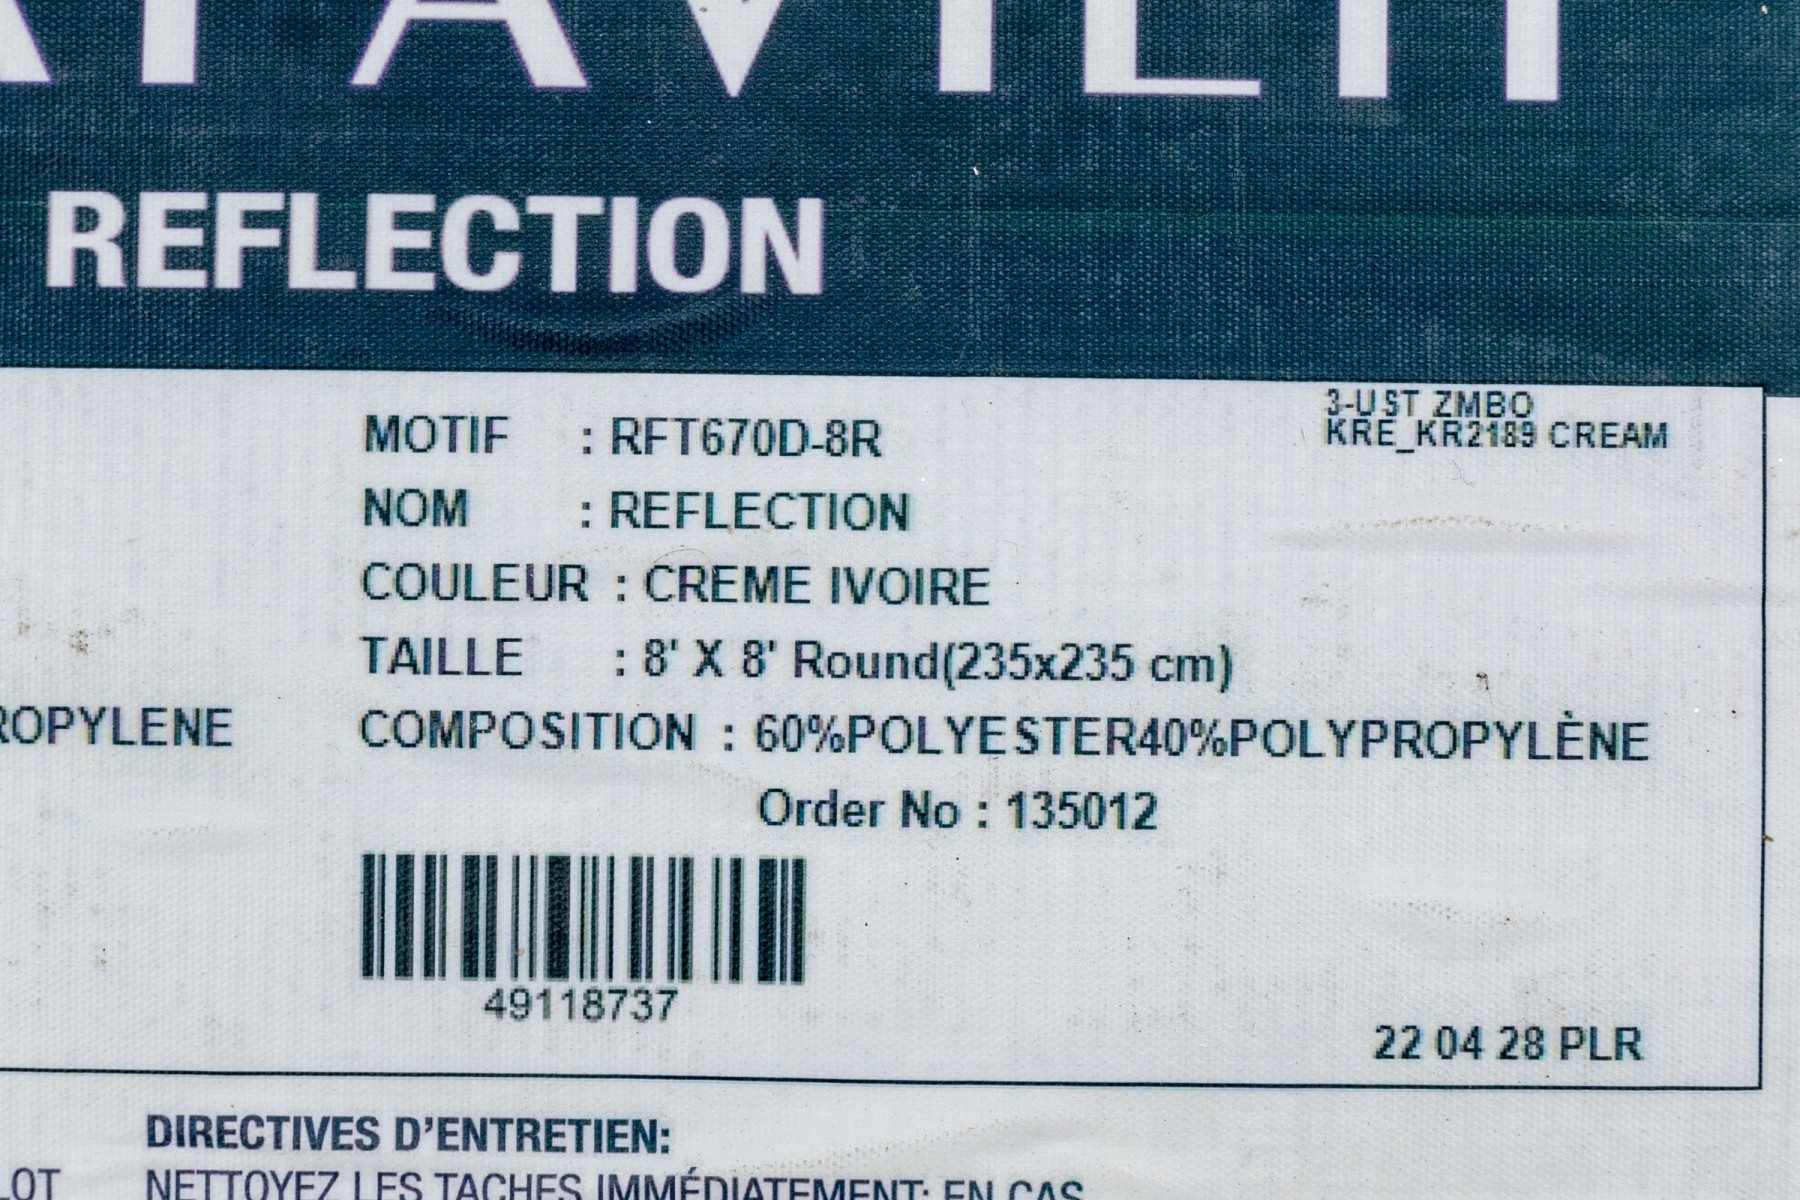 REFLECTION
3-UST ZMBO
KRE_KR2189 CREAM
MOTIF : RFT670D-8R
NOM : REFLECTION
COULEUR : CREME IVOIRE
TAILLE : 8' X 8' Round(235x235 cm)
ROPYLENE
COMPOSITION : 60%POLYESTER40%POLYPROPYLÈNE
Order No : 135012
49118737
22 04 28 PLR
DIRECTIVES D'ENTRETIEN:
LOT
NETTOYEZ LES TACHES IMMÉDIATEMENT; EN CAS